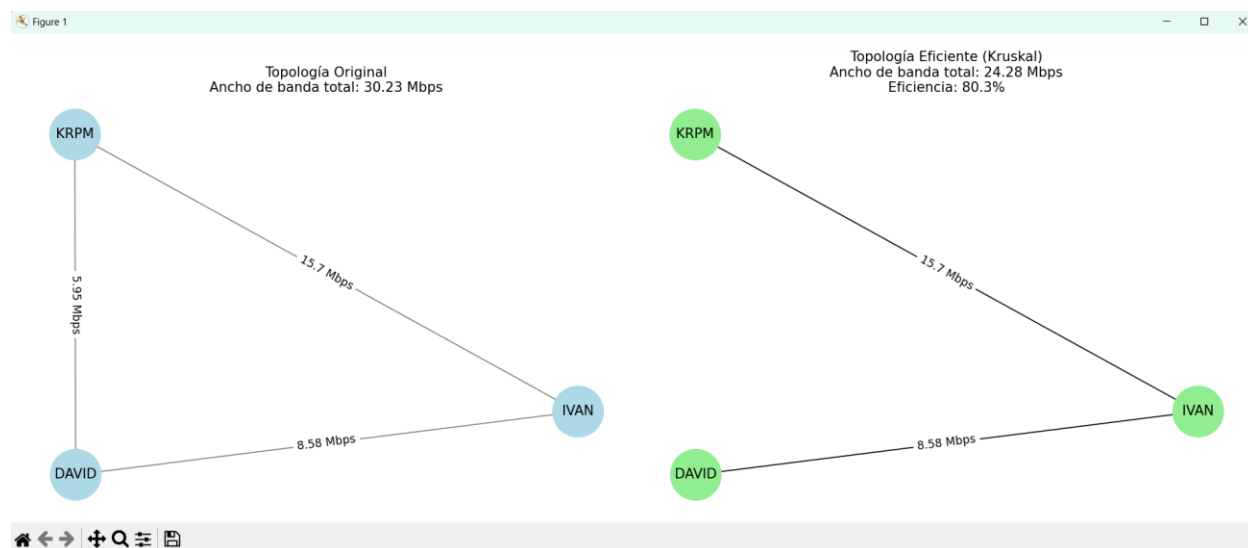 Figure 1
Topología Original
Ancho de banda total: 30.23 Mbps
KRPM
15.7 Mbps
5.95 Mbps
IVAN
8.58 Mbps
DAVID
Topología Eficiente (Kruskal)
Ancho de banda total: 24.28 Mbps
Eficiencia: 80.3%
KRPM
15.7 Mbps
IVAN
8.58 Mbps
DAVID